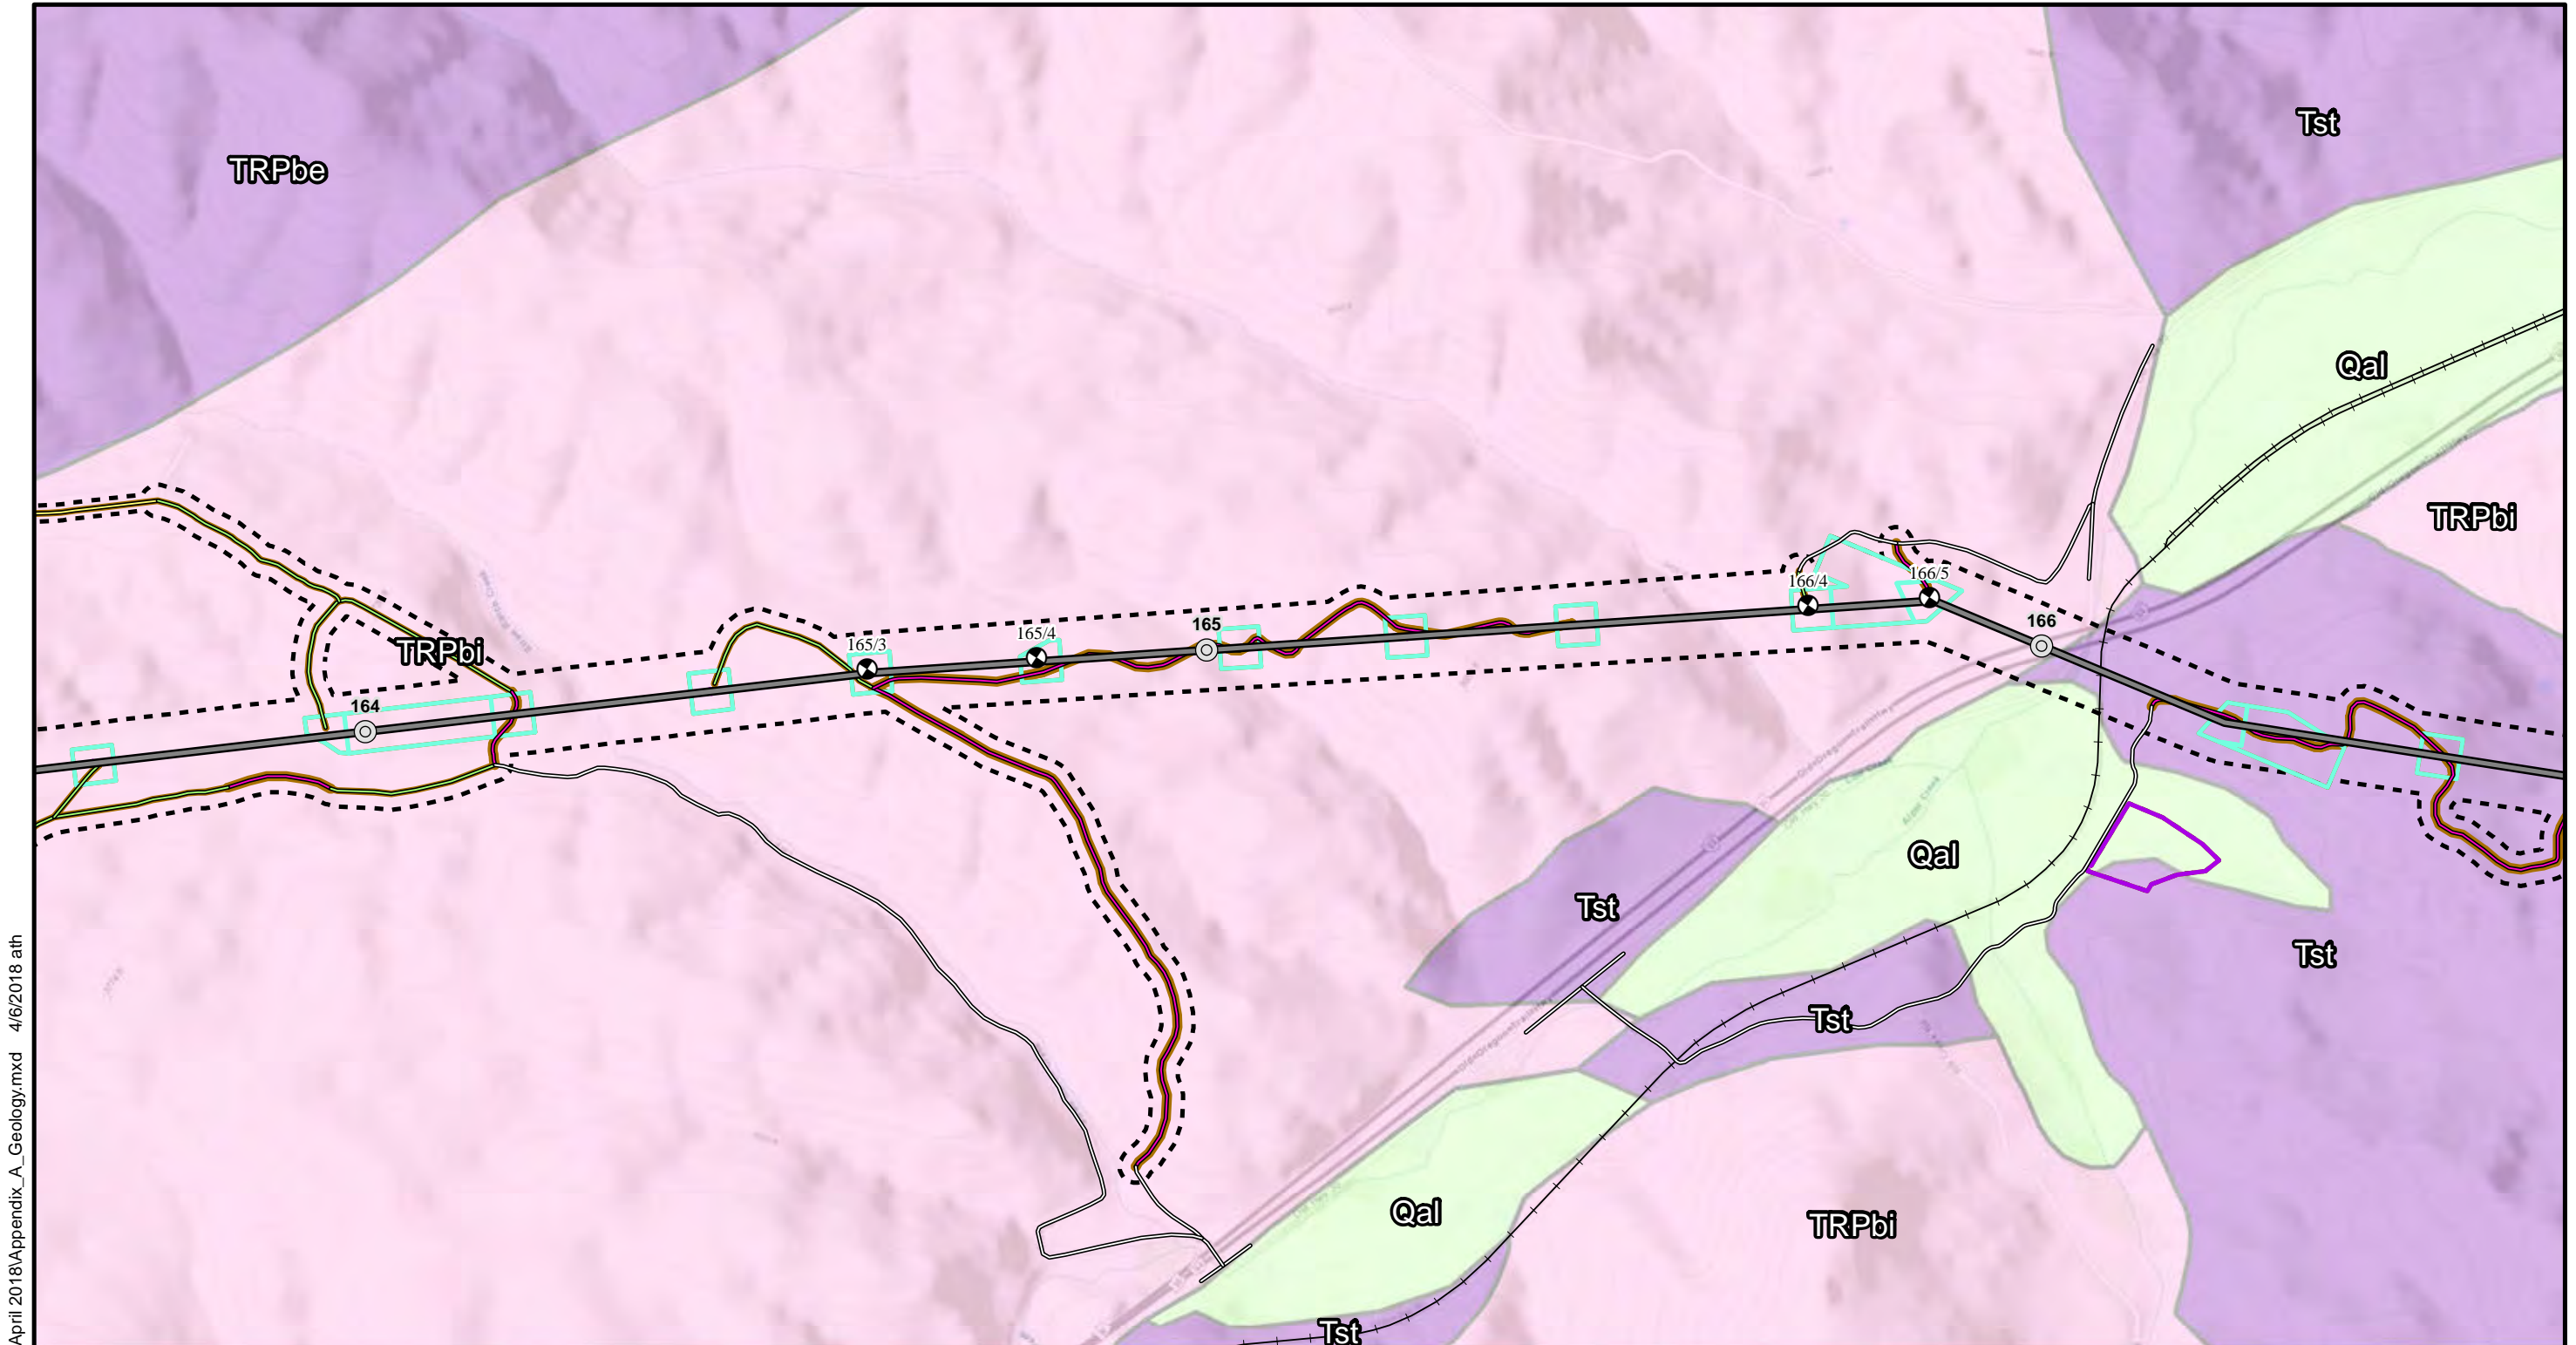 TRPbe
Tst
Qal
TRPbi
166/4
166/5
165/3
165/4
165
166
TRPbi
164
Qal
Tst
Tst
Tst
Qal
TRPbi
Tst
April 2018\Appendix_A_Geology.mxd 4/6/2018 ath